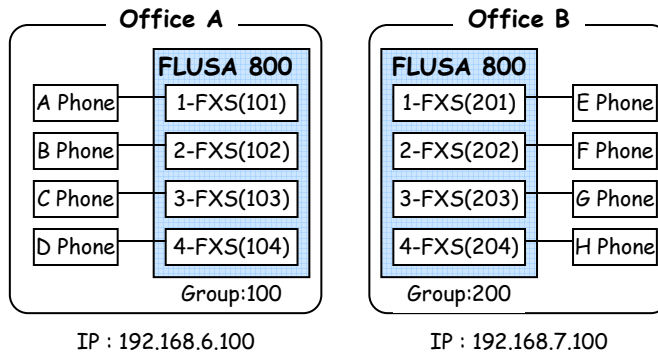 Office A
FLUSA 800
A Phone 1-FXS(101)
B Phone 2-FXS(102)
C Phone 3-FXS(103)
D Phone 4-FXS(104)
Group:100
IP : 192.168.6.100
Office B
FLUSA 800
1-FXS(201) E Phone
2-FXS(202) F Phone
3-FXS(203) G Phone
4-FXS(204) H Phone
Group:200
IP : 192.168.7.100